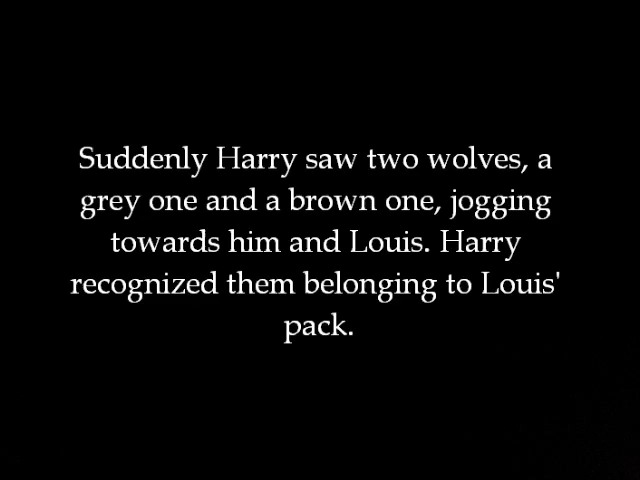 Suddenly Harry saw two wolves, a
grey one and a brown one, jogging
towards him and Louis. Harry
recognized them belonging to Louis'
pack.